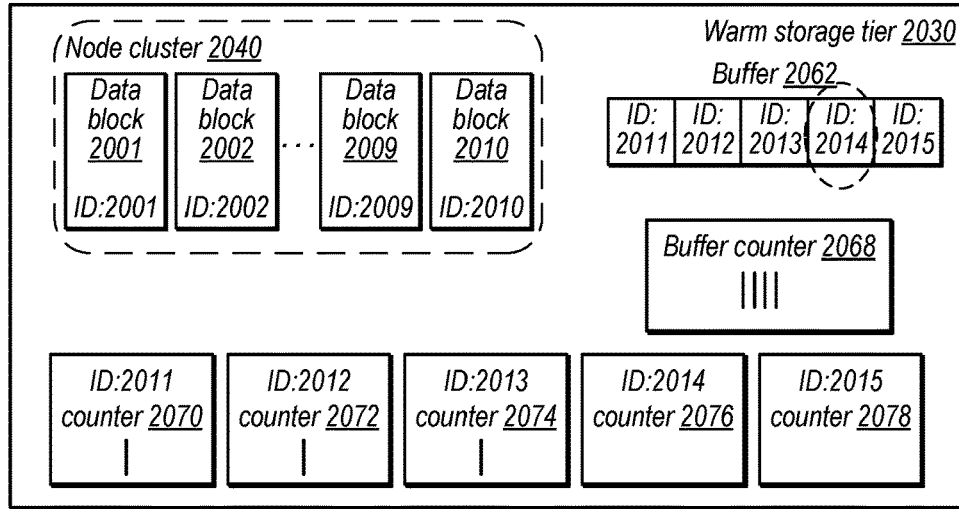 Node cluster 2040
Warm storage tier 2030
Buffer 2062
Data block 2001
ID:2001
Data block 2002
ID:2002
...
Data block 2009
ID:2009
Data block 2010
ID:2010
ID: 2011
ID: 2012
ID: 2013
ID: 2014
ID: 2015
Buffer counter 2068
||||
ID:2011
counter 2070
|
ID:2012
counter 2072
|
ID:2013
counter 2074
|
ID:2014
counter 2076
ID:2015
counter 2078